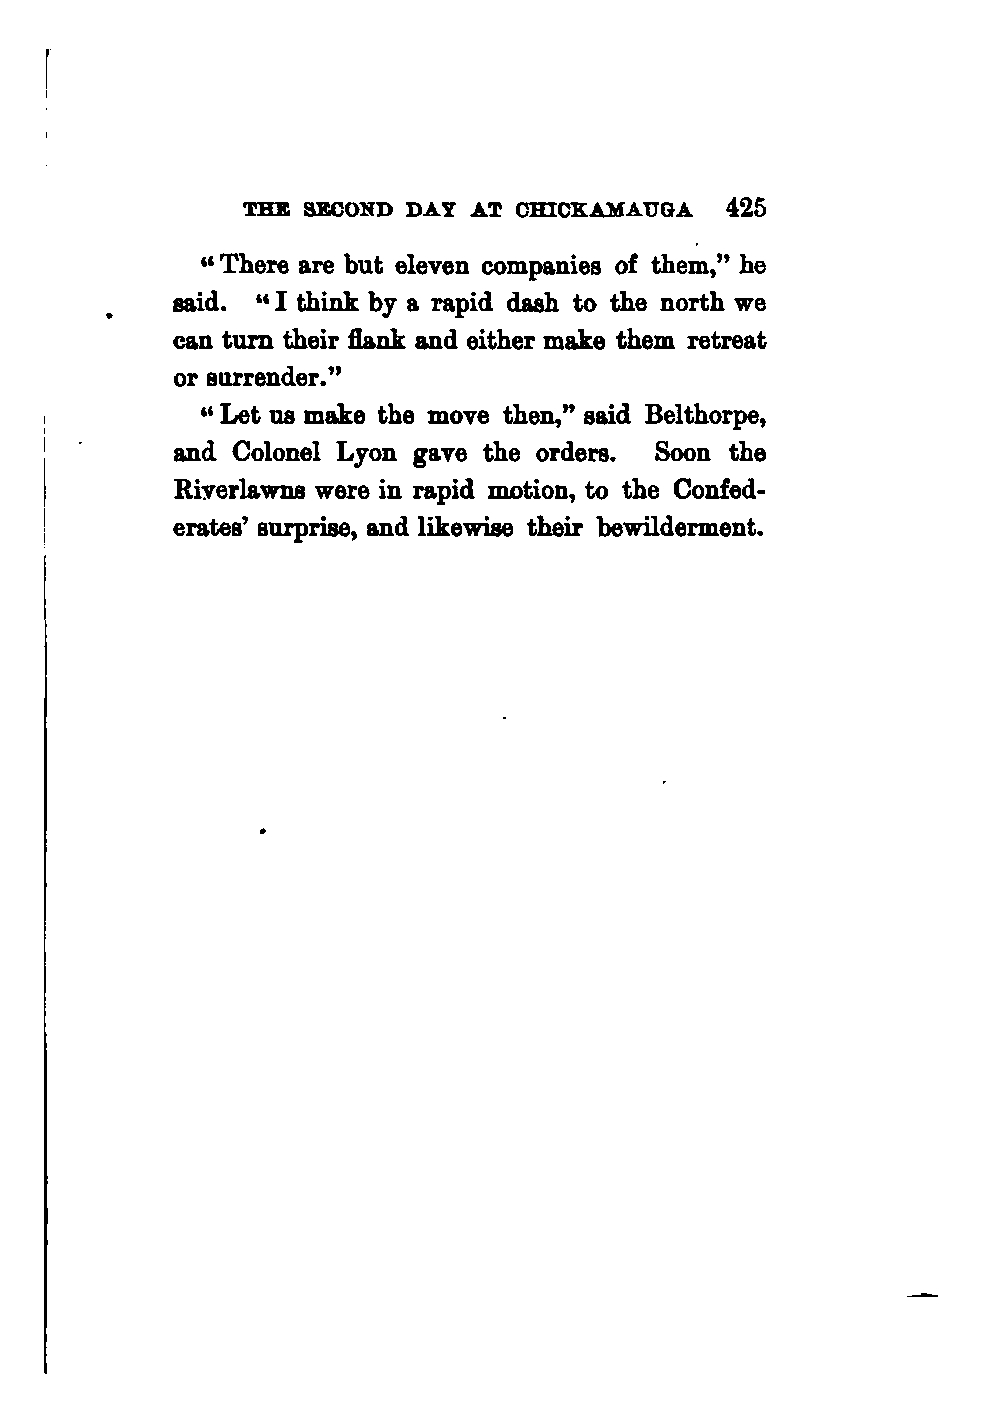 THE SECOND DAY AT CHICKAMAUGA 425
“There are but eleven companies of them,” he
said. “I think by a rapid dash to the north we
can turn their flank and either make them retreat
or surrender.”
“Let us make the move then,” said Belthorpe,
and Colonel Lyon gave the orders. Soon the
Riverlawns were in rapid motion, to the Confed-
erates’ surprise, and likewise their bewilderment.